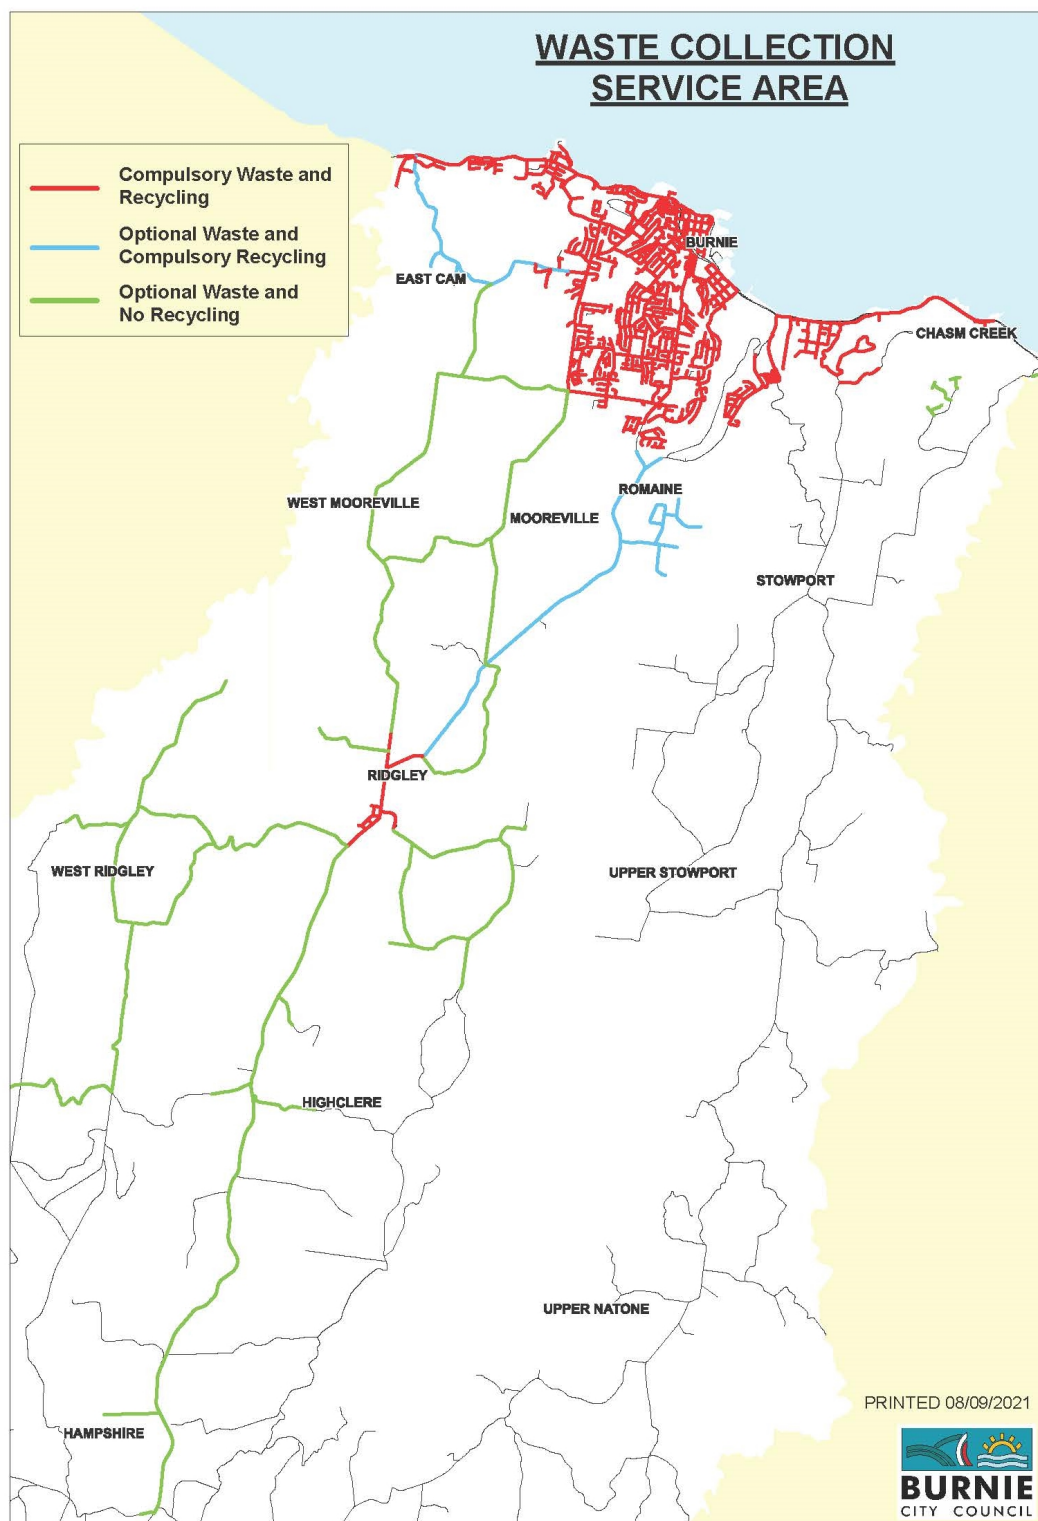 WASTE COLLECTION
SERVICE AREA
Compulsory Waste and
Recycling
Optional Waste and
Compulsory Recycling
Optional Waste and
No Recycling
BURNIE
EAST CAM
CHASM CREEK
WEST MOOREVILLE
ROMAINE
MOOREVILLE
STOWPORT
RIDGLEY
WEST RIDGLEY
UPPER STOWPORT
HIGHCLERE
UPPER NATONE
PRINTED 08/09/2021
HAMPSHIRE
BURNIE
CITY COUNCIL